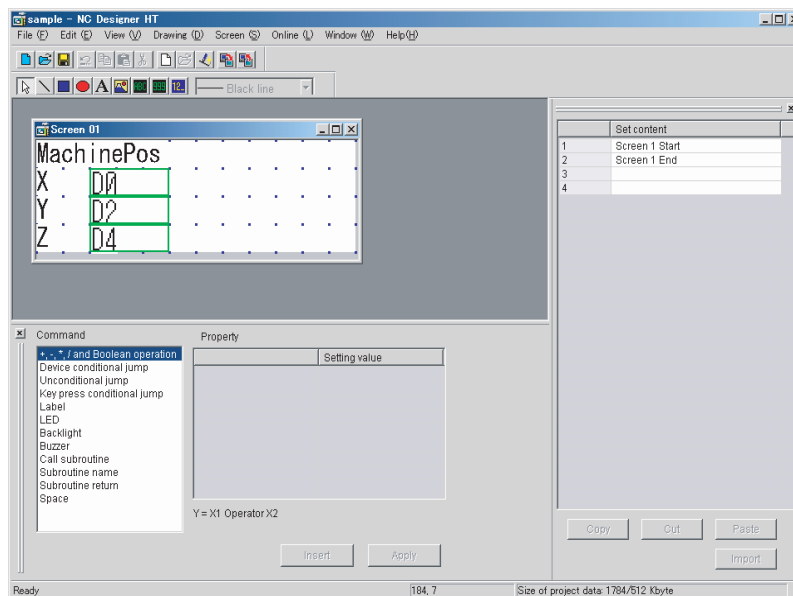 sample - NC Designer HT
File (F) Edit (E) View (V) Drawing (D) Screen (S) Online (L) Window (W) Help(H)
A ABC 999 12..
Black line
Screen 01
MachinePos
X D0
Y D2
Z D4
Set content
1 Screen 1 Start
2 Screen 1 End
3
4
Command
+, -, *, / and Boolean operation
Device conditional jump
Unconditional jump
Key press conditional jump
Label
LED
Backlight
Buzzer
Call subroutine
Subroutine name
Subroutine return
Space
Property
Setting value
Y = X1 Operator X2
Insert Apply
Copy Cut Paste
Import
Ready 184, 7 Size of project data: 1784/512 Kbyte